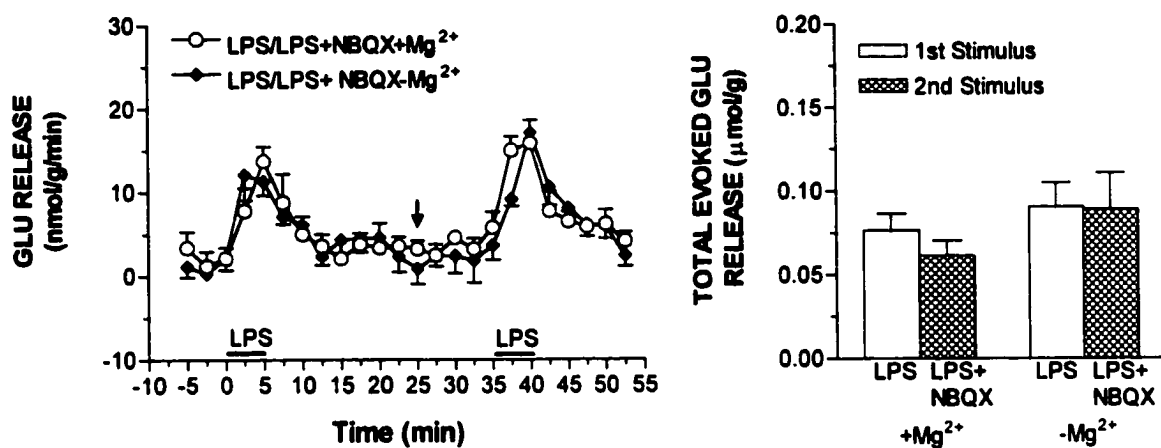 30
20
10
0
-10
GLU RELEASE
(nmol/g/min)
LPS/LPS+NBQX+Mg²⁺
LPS/LPS+ NBQX-Mg²⁺
LPS
LPS
-10 -5 0 5 10 15 20 25 30 35 40 45 50 55
Time (min)
0.20
0.15
0.10
0.05
0.00
TOTAL EVOKED GLU
RELEASE (μmol/g)
1st Stimulus
2nd Stimulus
LPS LPS+ LPS LPS+
NBQX NBQX
+Mg²⁺ -Mg²⁺